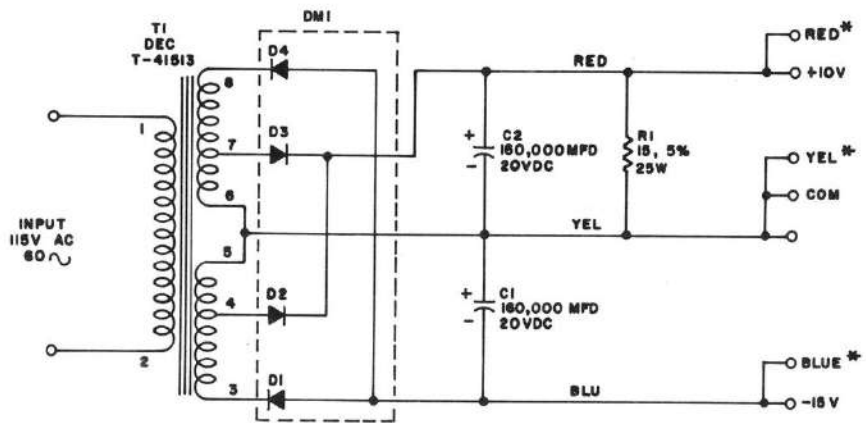 T1
DEC
T-41513
DM1
D4
D3
D2
D1
8
7
6
5
4
3
1
2
INPUT
115V AC
60
RED
RED*
+10V
+
C2
160,000 MFD
20VDC
-
R1
15, 5%
25W
YEL*
COM
YEL
+
C1
160,000 MFD
20VDC
-
BLUE*
BLU
-15V